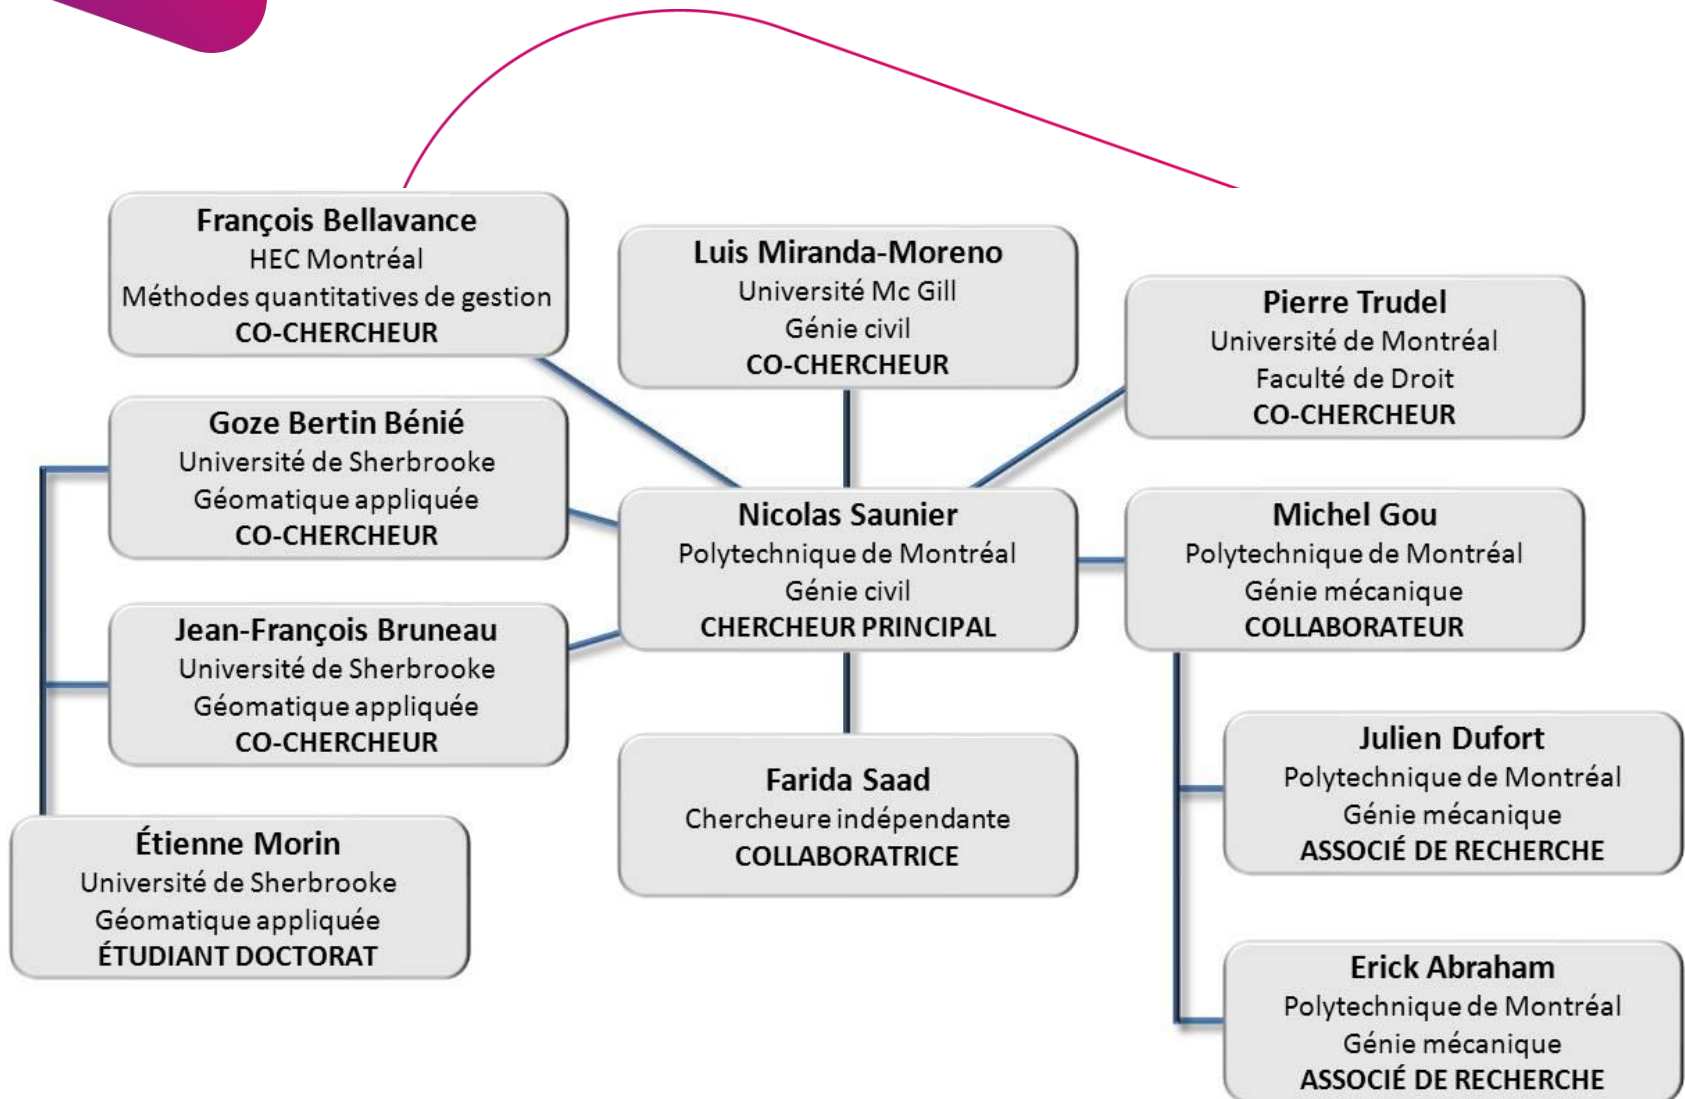 François Bellavance
HEC Montréal
Méthodes quantitatives de gestion
CO-CHERCHEUR
Luis Miranda-Moreno
Université Mc Gill
Génie civil
CO-CHERCHEUR
Pierre Trudel
Université de Montréal
Faculté de Droit
CO-CHERCHEUR
Goze Bertin Bénié
Université de Sherbrooke
Géomatique appliquée
CO-CHERCHEUR
Nicolas Saunier
Polytechnique de Montréal
Génie civil
CHERCHEUR PRINCIPAL
Michel Gou
Polytechnique de Montréal
Génie mécanique
COLLABORATEUR
Jean-François Bruneau
Université de Sherbrooke
Géomatique appliquée
CO-CHERCHEUR
Farida Saad
Chercheure indépendante
COLLABORATRICE
Julien Dufort
Polytechnique de Montréal
Génie mécanique
ASSOCIÉ DE RECHERCHE
Étienne Morin
Université de Sherbrooke
Géomatique appliquée
ÉTUDIANT DOCTORAT
Erick Abraham
Polytechnique de Montréal
Génie mécanique
ASSOCIÉ DE RECHERCHE